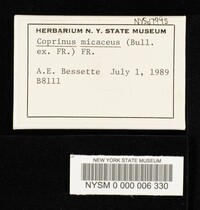 NYSd7945
HERBARIUM N. Y. STATE MUSEUM
Coprinus micaceus (Bull.
ex. FR.) FR.
A.E. Bessette July 1, 1989
B8111
NEW YORK STATE MUSEUM
NYSM 0 000 006 330